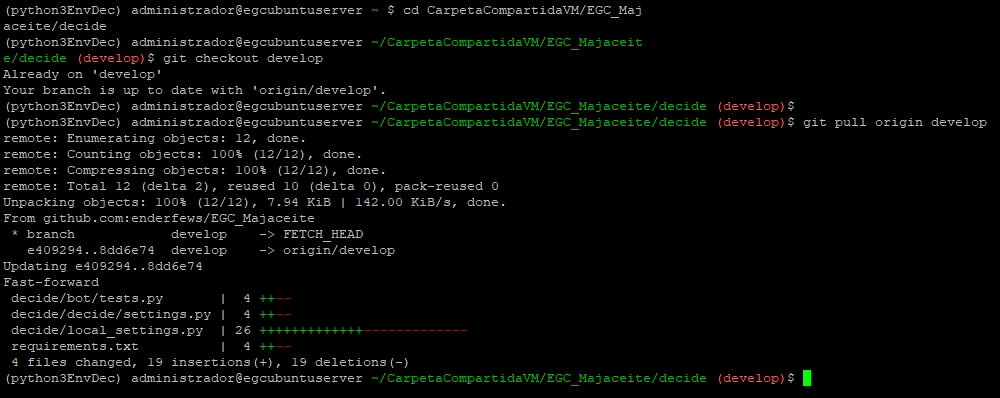 (python3EnvDec) administrador@egcubuntuserver ~ $ cd CarpetaCompartidaVM/EGC_Maj
aceite/decide
(python3EnvDec) administrador@egcubuntuserver ~/CarpetaCompartidaVM/EGC_Majaceit
e/decide (develop)$ git checkout develop
Already on 'develop'
Your branch is up to date with 'origin/develop'.
(python3EnvDec) administrador@egcubuntuserver ~/CarpetaCompartidaVM/EGC_Majaceite/decide (develop)$
(python3EnvDec) administrador@egcubuntuserver ~/CarpetaCompartidaVM/EGC_Majaceite/decide (develop)$ git pull origin develop
remote: Enumerating objects: 12, done.
remote: Counting objects: 100% (12/12), done.
remote: Compressing objects: 100% (12/12), done.
remote: Total 12 (delta 2), reused 10 (delta 0), pack-reused 0
Unpacking objects: 100% (12/12), 7.94 KiB | 142.00 KiB/s, done.
From github.com:enderfews/EGC_Majaceite
 * branch            develop    -> FETCH_HEAD
   e409294..8dd6e74  develop    -> origin/develop
Updating e409294..8dd6e74
Fast-forward
 decide/bot/tests.py       |  4 ++--
 decide/decide/settings.py |  4 ++--
 decide/local_settings.py  | 26 +++++++++++++-------------
 requirements.txt          |  4 ++--
 4 files changed, 19 insertions(+), 19 deletions(-)
(python3EnvDec) administrador@egcubuntuserver ~/CarpetaCompartidaVM/EGC_Majaceite/decide (develop)$